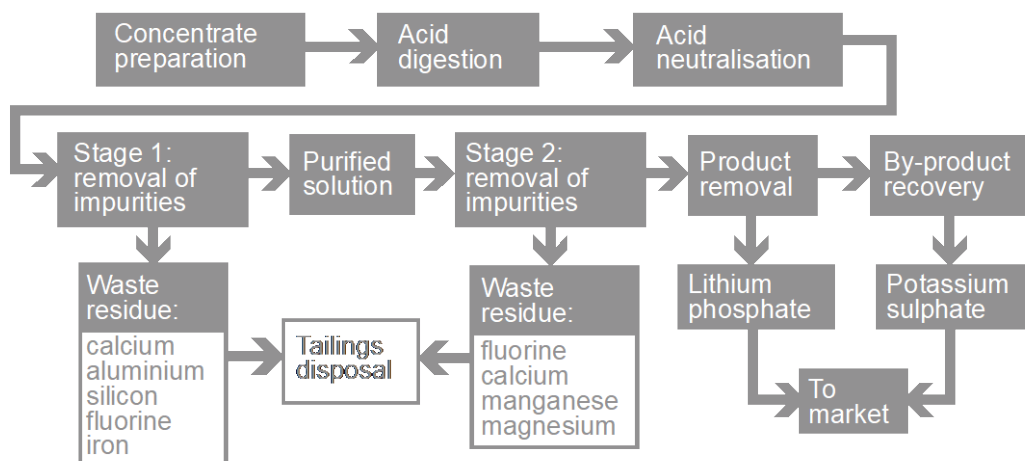 Concentrate
preparation
Acid
digestion
Acid
neutralisation
Stage 1:
removal of
impurities
Purified
solution
Stage 2:
removal of
impurities
Product
removal
By-product
recovery
Waste
residue:
calcium
aluminium
silicon
fluorine
iron
Tailings
disposal
Waste
residue:
fluorine
calcium
manganese
magnesium
Lithium
phosphate
Potassium
sulphate
To
market